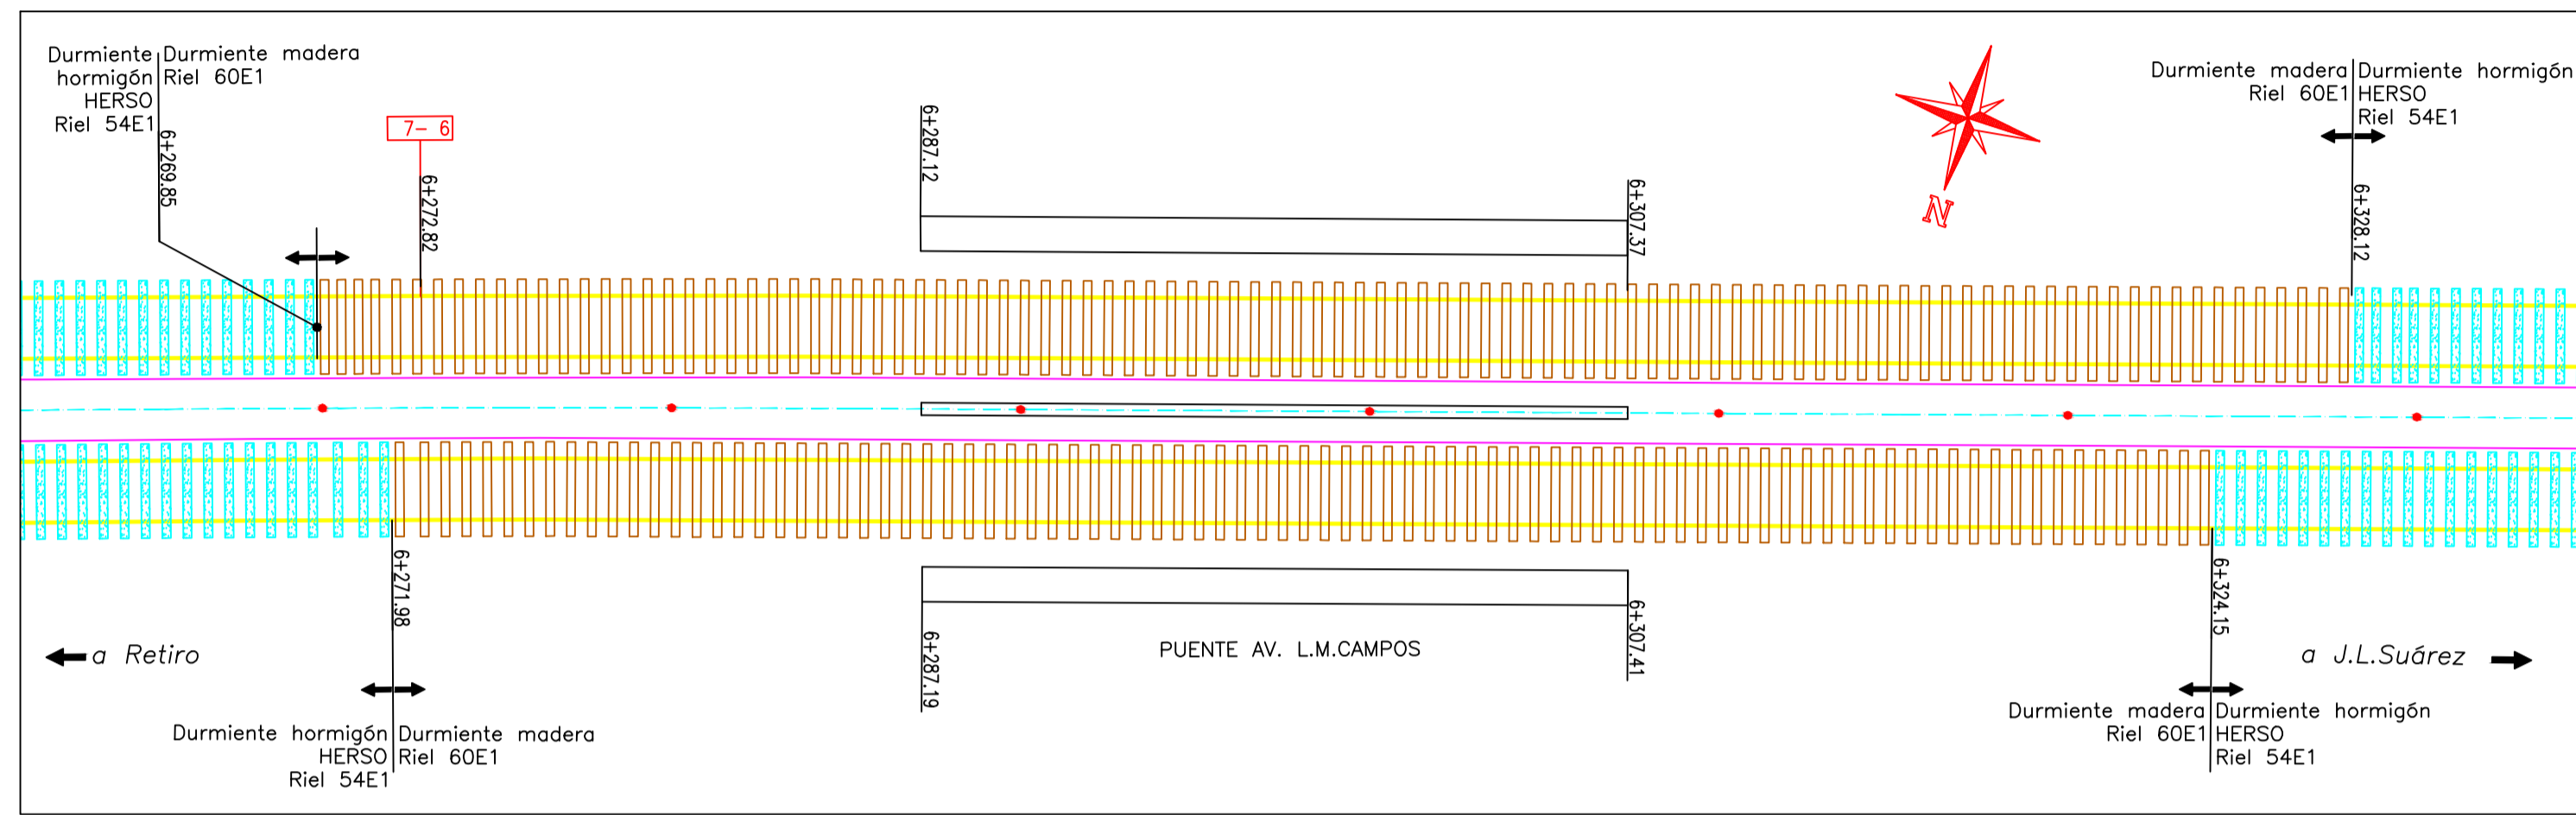 Durmiente
hormigón
HERSO
Riel 54E1
Durmiente madera
Riel 60E1
6+269.85
7- 6
6+272.82
6+287.12
6+307.37
N
Durmiente madera
Riel 60E1
Durmiente hormigón
HERSO
Riel 54E1
6+328.12
6+271.98
a Retiro
Durmiente hormigón
HERSO
Riel 54E1
Durmiente madera
Riel 60E1
6+287.19
PUENTE AV. L.M.CAMPOS
6+307.41
6+324.15
a J.L.Suárez
Durmiente madera
Riel 60E1
Durmiente hormigón
HERSO
Riel 54E1